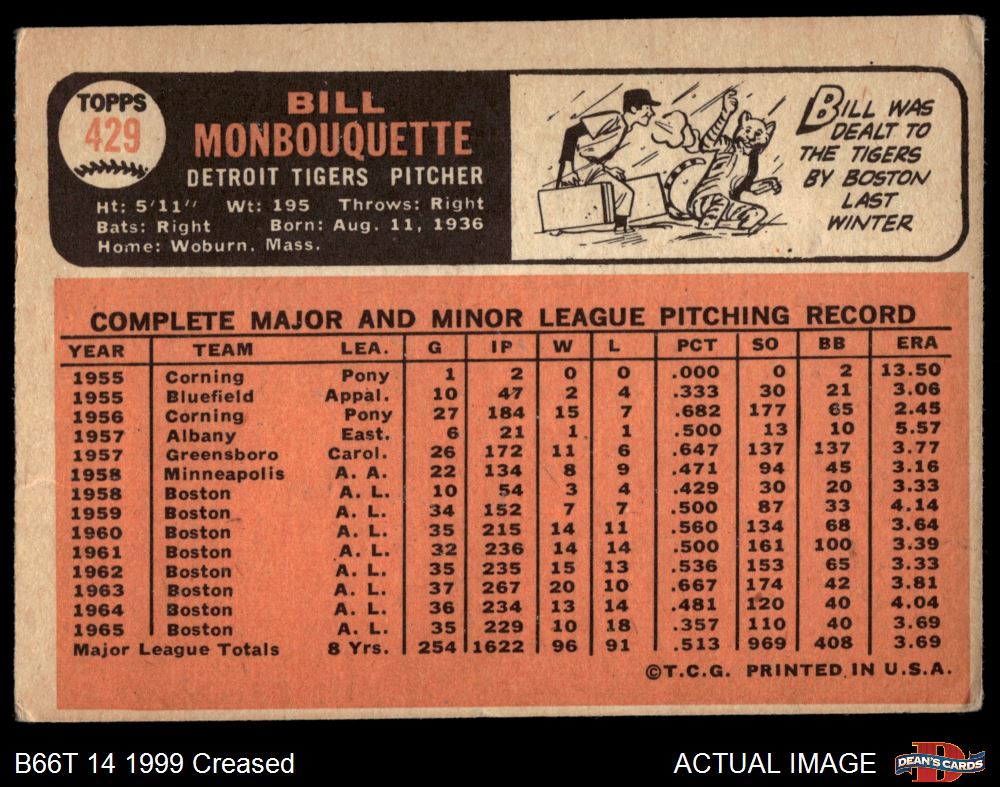 TOPPS
429
BILL
MONBOUQUETTE
DETROIT TIGERS PITCHER
Ht: 5'11" Wt: 195 Throws: Right
Bats: Right Born: Aug. 11, 1936
Home: Woburn, Mass.
BILL WAS
DEALT TO
THE TIGERS
BY BOSTON
LAST
WINTER
COMPLETE MAJOR AND MINOR LEAGUE PITCHING RECORD
YEAR TEAM LEA. G IP W L PCT SO BB ERA
1955 Corning Pony 1 2 0 0 .000 0 2 13.50
1955 Bluefield Appal. 10 47 2 4 .333 30 21 3.06
1956 Corning Pony 27 184 15 7 .682 177 65 2.45
1957 Albany East. 6 21 1 1 .500 13 10 5.57
1957 Greensboro Carol. 26 172 11 6 .647 137 137 3.77
1958 Minneapolis A. A. 22 134 8 9 .471 94 45 3.16
1958 Boston A. L. 10 54 3 4 .429 30 20 3.33
1959 Boston A. L. 34 152 7 7 .500 87 33 4.14
1960 Boston A. L. 35 215 14 11 .560 134 68 3.64
1961 Boston A. L. 32 236 14 14 .500 161 100 3.39
1962 Boston A. L. 35 235 15 13 .536 153 65 3.33
1963 Boston A. L. 37 267 20 10 .667 174 42 3.81
1964 Boston A. L. 36 234 13 14 .481 120 40 4.04
1965 Boston A. L. 35 229 10 18 .357 110 40 3.69
Major League Totals 8 Yrs. 254 1622 96 91 .513 969 408 3.69
©T.C.G. PRINTED IN U.S.A.
B66T 14 1999 Creased
ACTUAL IMAGE
D
DEAN'S CARDS